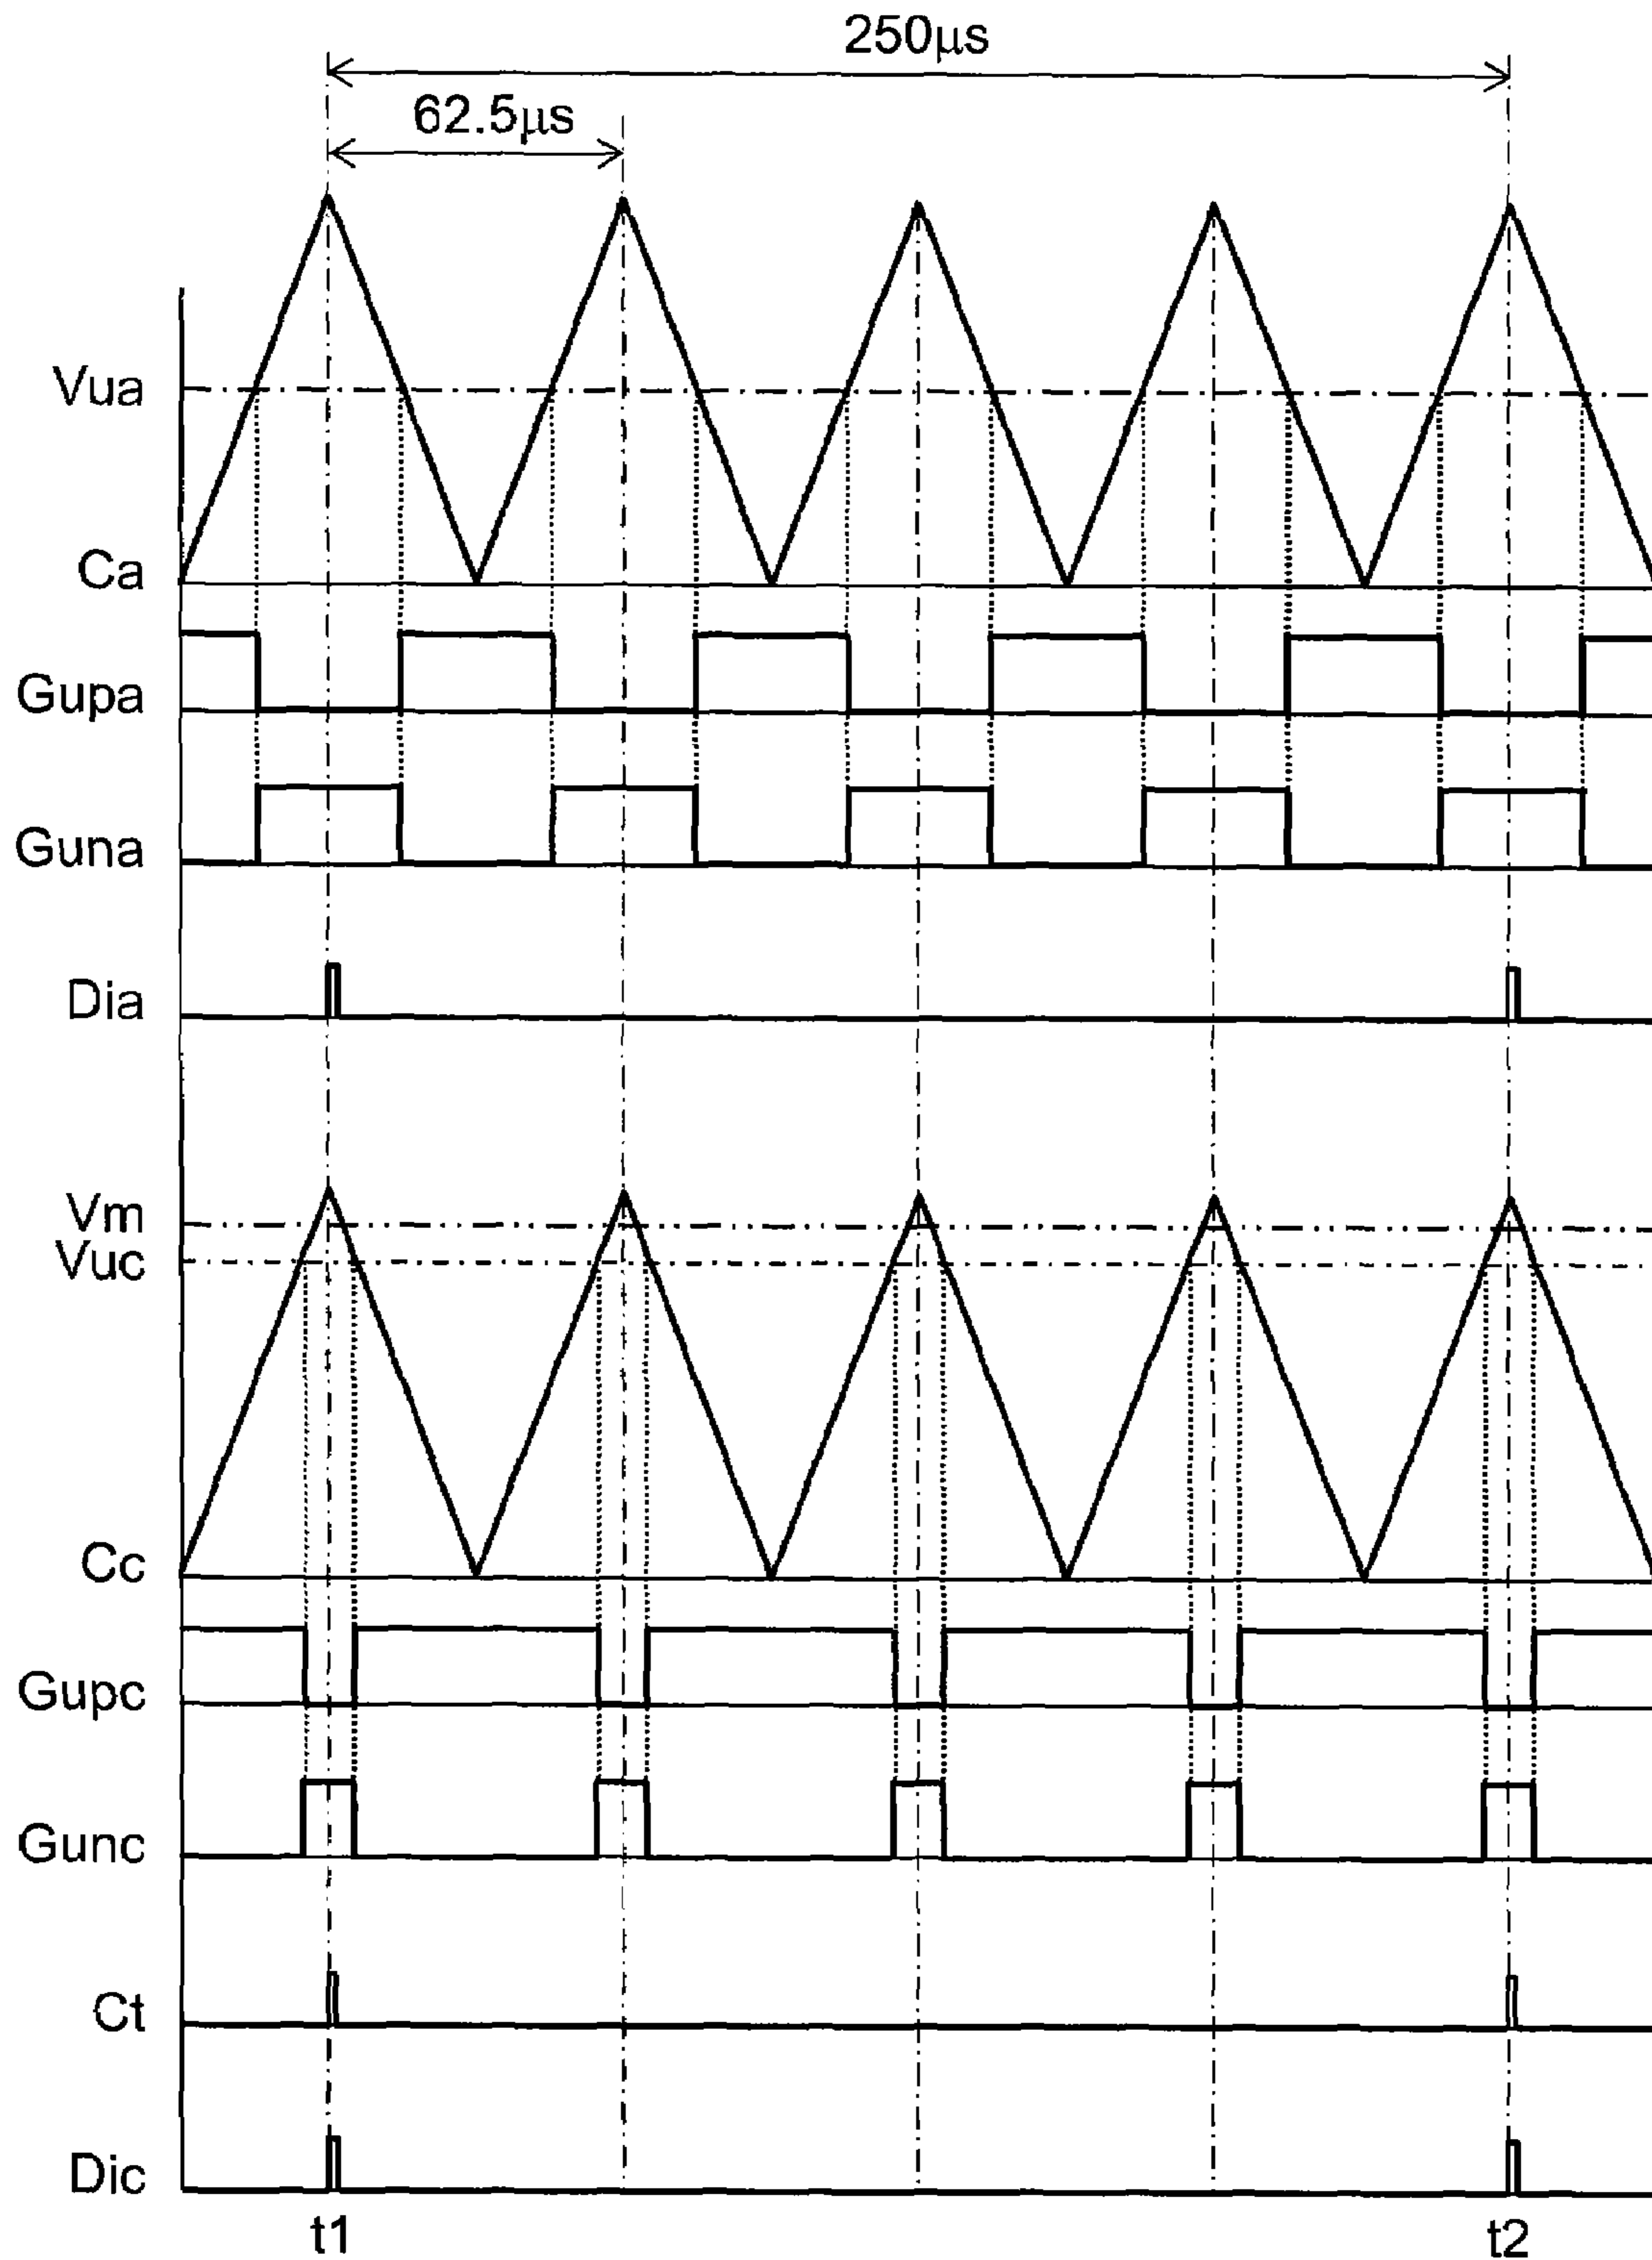 250μs
62.5μs
Vua
Ca
Gupa
Guna
Dia
Vm
Vuc
Cc
Gupc
Gunc
Ct
Dic
t1
t2